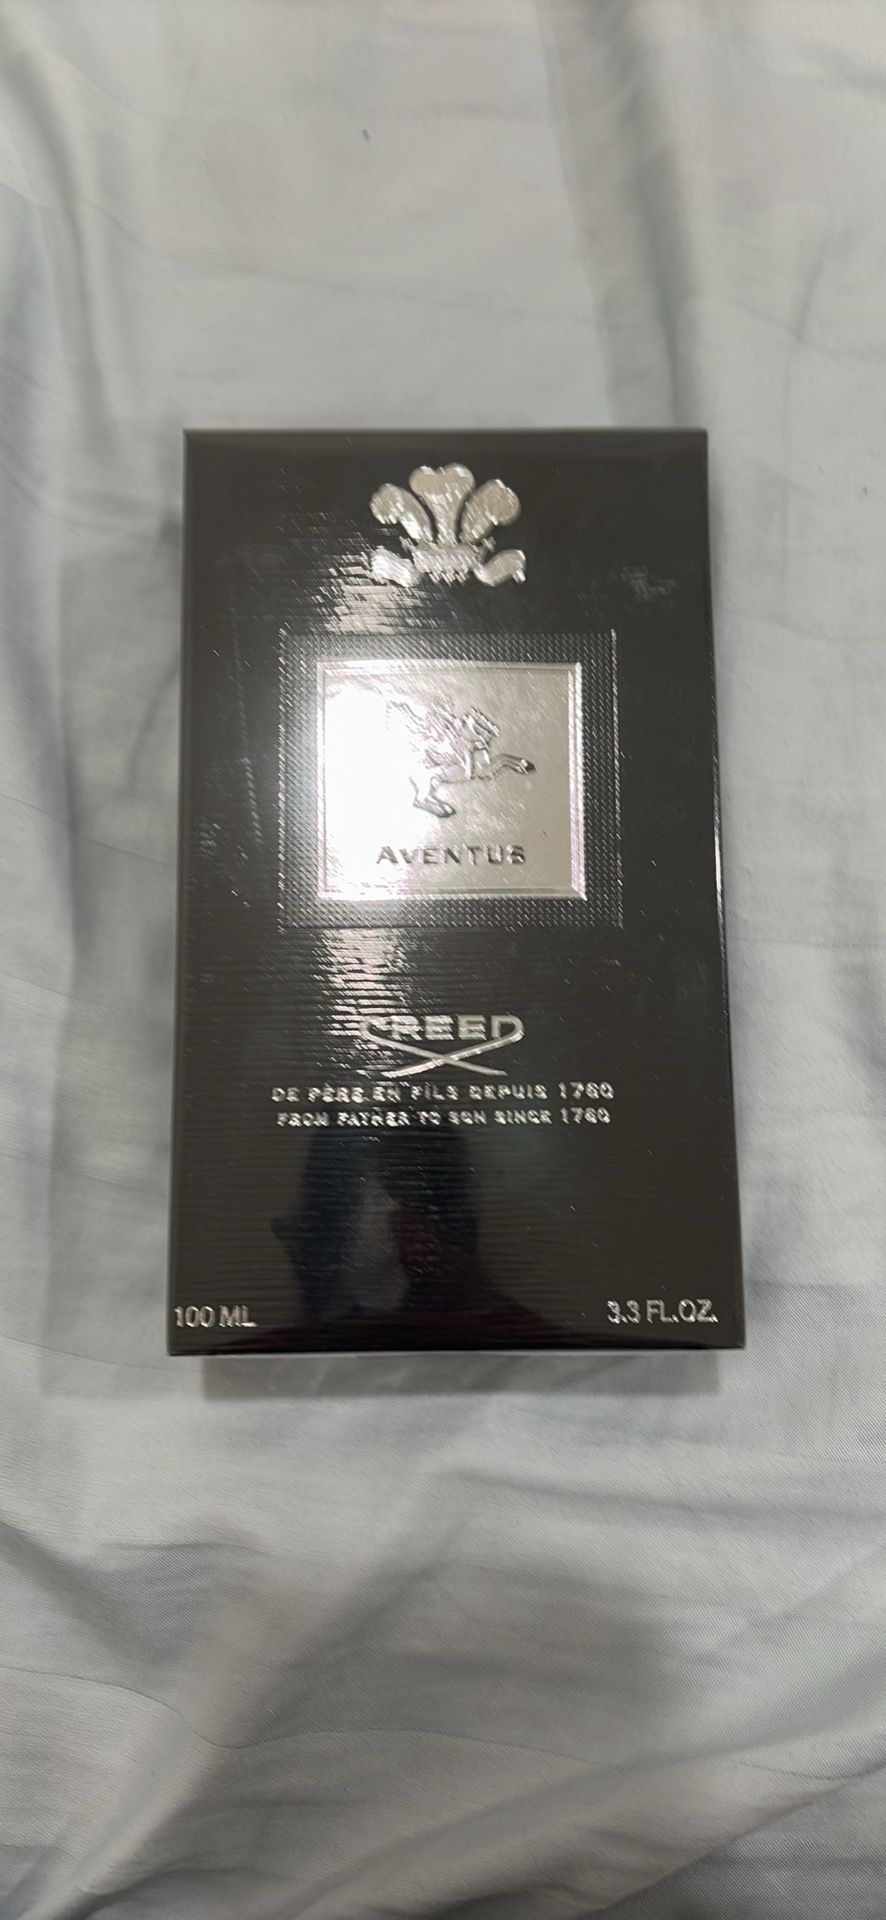 AVENTUS
CREED
DE PÈRE EN FILS DEPUIS 1760
FROM FATHER TO SON SINCE 1760
100 ML
3.3 FL.OZ.